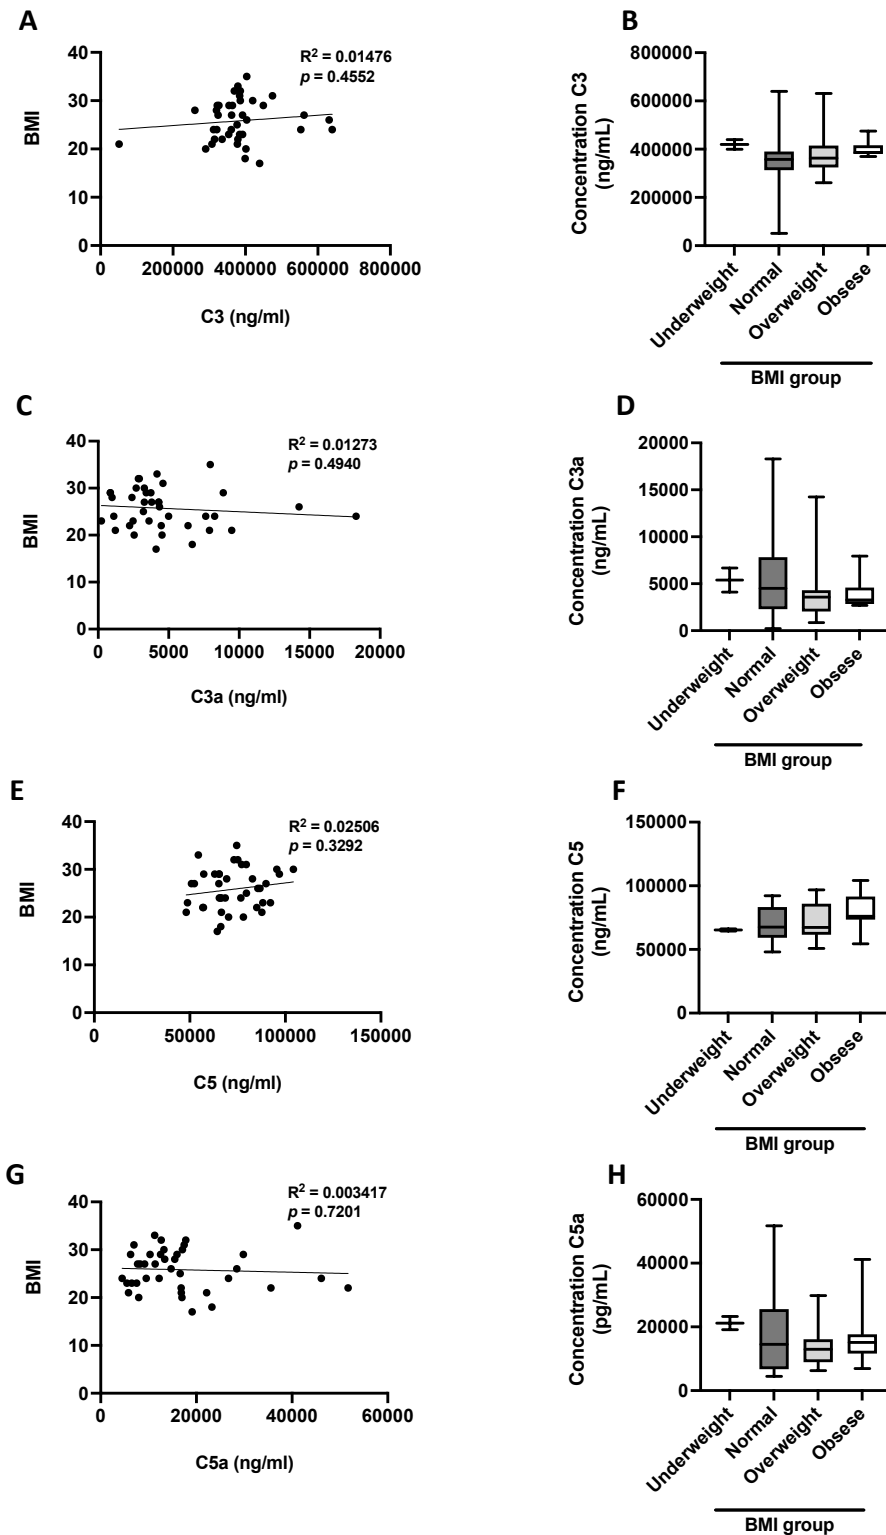 A
R² = 0.01476
p = 0.4552
BMI
40
30
20
10
0
0 200000 400000 600000 800000
C3 (ng/ml)
B
Concentration C3
(ng/mL)
800000
600000
400000
200000
0
Underweight
Normal
Overweight
Obsese
BMI group
C
R² = 0.01273
p = 0.4940
BMI
40
30
20
10
0
0 5000 10000 15000 20000
C3a (ng/ml)
D
Concentration C3a
(ng/mL)
20000
15000
10000
5000
0
Underweight
Normal
Overweight
Obsese
BMI group
E
R² = 0.02506
p = 0.3292
BMI
40
30
20
10
0
0 50000 100000 150000
C5 (ng/ml)
F
Concentration C5
(ng/mL)
150000
100000
50000
0
Underweight
Normal
Overweight
Obsese
BMI group
G
R² = 0.003417
p = 0.7201
BMI
40
30
20
10
0
0 20000 40000 60000
C5a (ng/ml)
H
Concentration C5a
(pg/mL)
60000
40000
20000
0
Underweight
Normal
Overweight
Obsese
BMI group